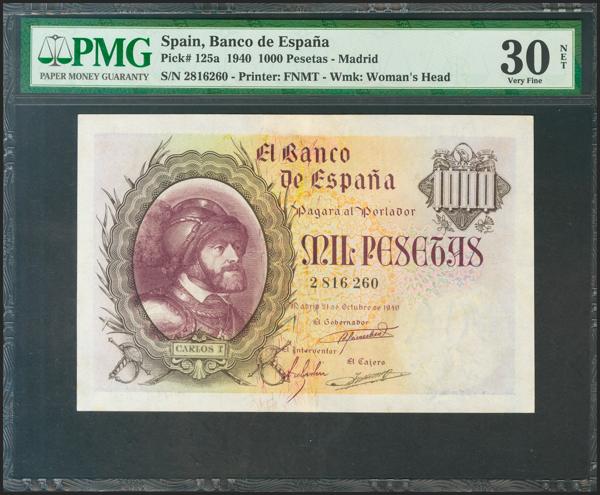 PMG
PAPER MONEY GUARANTY
Spain, Banco de España
Pick# 125a 1940 1000 Pesetas - Madrid
S/N 2816260 - Printer: FNMT - Wmk: Woman's Head
30
NET
Very Fine
El Banco
de España
Pagará al Portador
MIL PESETAS
2 816 260
Madrid 21 de Octubre de 1940
El Gobernador
El Interventor
El Cajero
CARLOS I